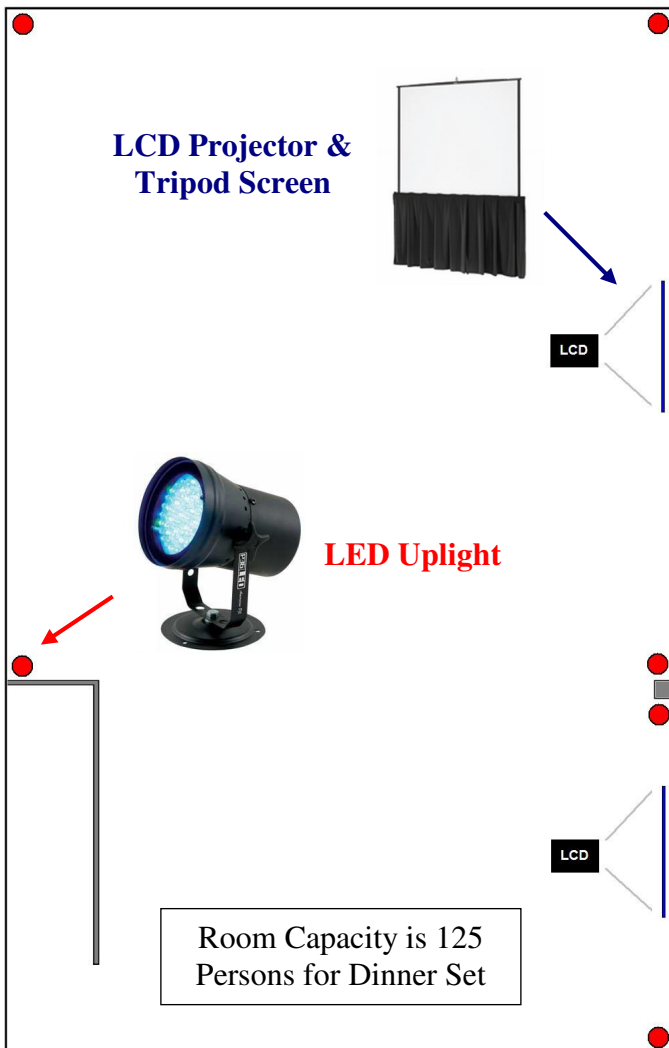 LCD Projector &
Tripod Screen
LCD
LED Uplight
LCD
Room Capacity is 125
Persons for Dinner Set